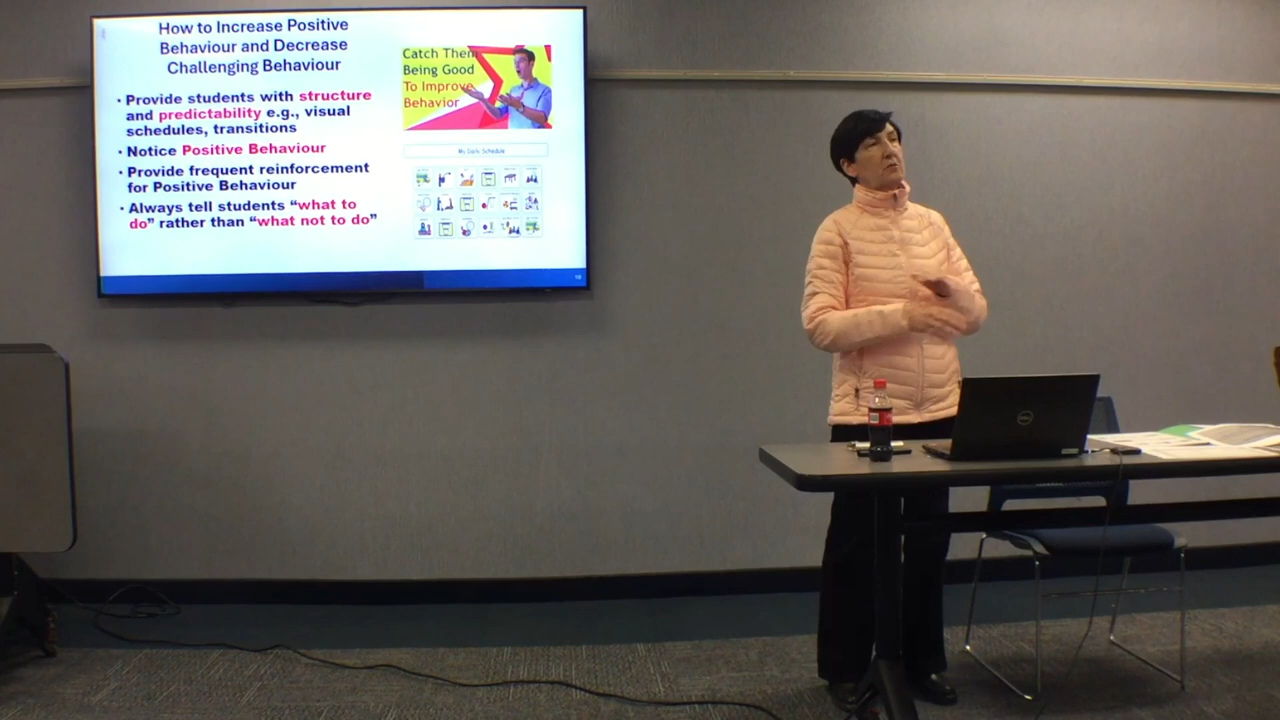 How to Increase Positive
Behaviour and Decrease
Challenging Behaviour
• Provide students with structure
and predictability e.g., visual
schedules, transitions
• Notice Positive Behaviour
• Provide frequent reinforcement
for Positive Behaviour
• Always tell students “what to
do” rather than “what not to do”
Catch Them
Being Good
To Improve
Behavior
My Daily Schedule
DELL